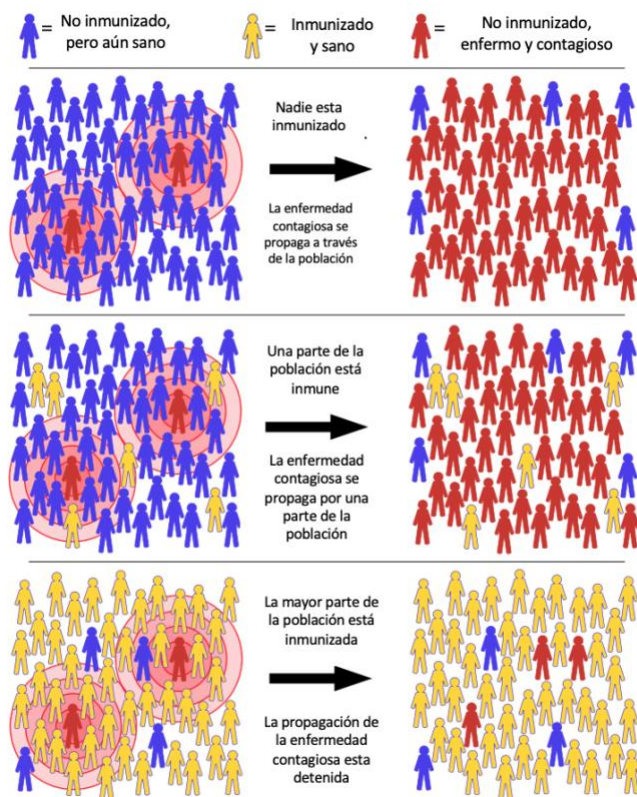 = No inmunizado,
pero aún sano
= Inmunizado
y sano
= No inmunizado,
enfermo y contagioso
Nadie esta
inmunizado
.
La enfermedad
contagiosa se
propaga a través
de la población
Una parte de la
población está
inmune
La enfermedad
contagiosa se
propaga por una
parte de la
población
La mayor parte de
la población está
inmunizada
La propagación de
la enfermedad
contagiosa esta
detenida